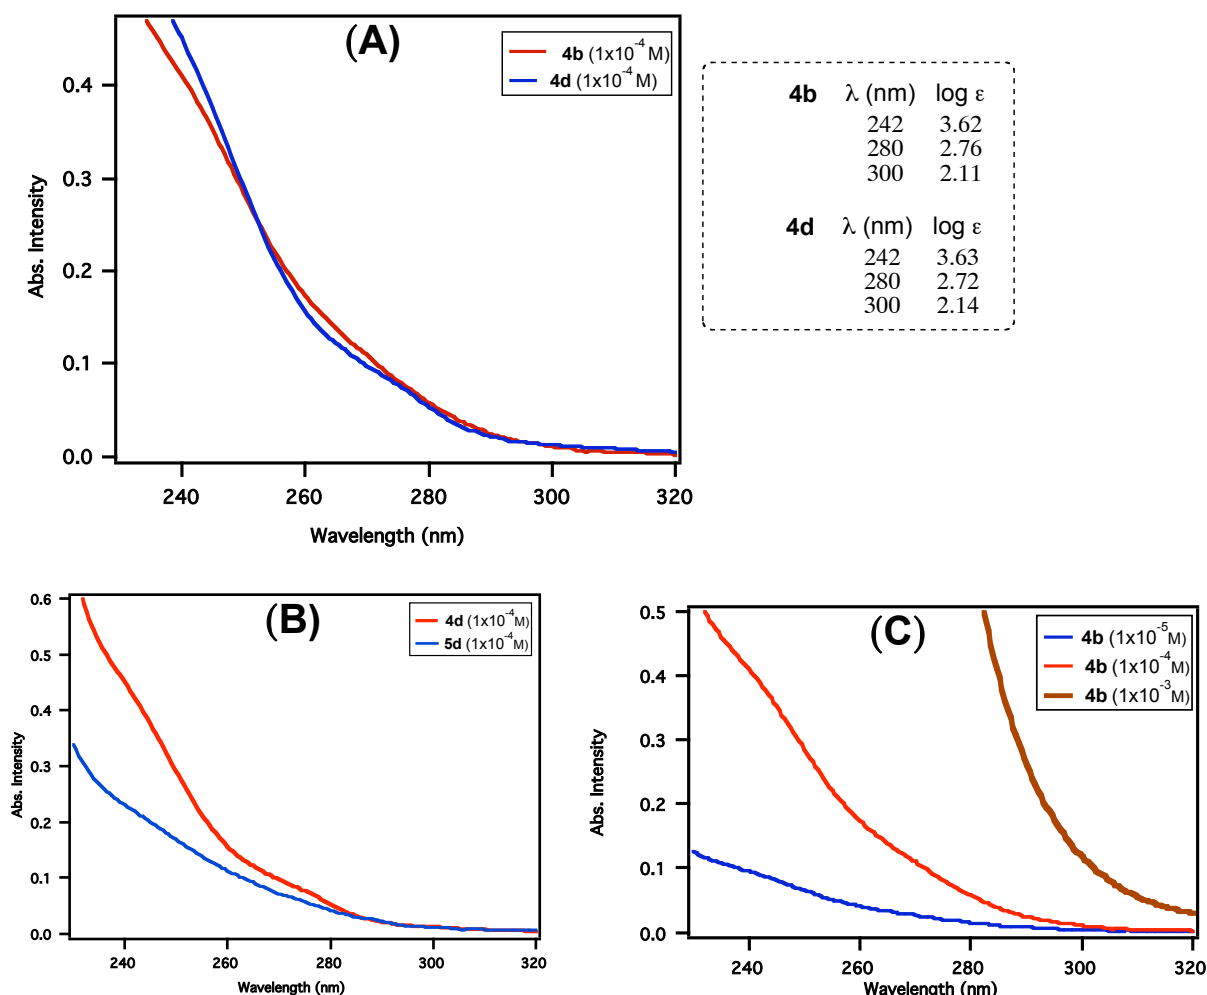 (A)
4b (1x10⁻⁴ M)
4d (1x10⁻⁴ M)
0.4
0.3
0.2
0.1
0.0
Abs. Intensity
240 260 280 300 320
Wavelength (nm)
4b λ (nm) log ε
242 3.62
280 2.76
300 2.11
4d λ (nm) log ε
242 3.63
280 2.72
300 2.14
(B)
4d (1x10⁻⁴M)
5d (1x10⁻⁴M)
0.6
0.5
0.4
0.3
0.2
0.1
0.0
Abs. Intensity
240 260 280 300 320
Wavelength (nm)
(C)
4b (1x10⁻⁵M)
4b (1x10⁻⁴M)
4b (1x10⁻³M)
0.5
0.4
0.3
0.2
0.1
0.0
Abs. Intensity
240 260 280 300 320
Wavelength (nm)